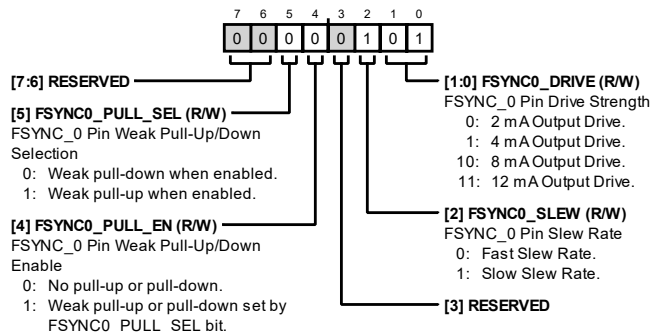 7 6 5 4 3 2 1 0
0 0 0 0 0 1 0 1
[7:6] RESERVED
[5] FSYNC0_PULL_SEL (R/W)
FSYNC_0 Pin Weak Pull-Up/Down
Selection
0: Weak pull-down when enabled.
1: Weak pull-up when enabled.
[4] FSYNC0_PULL_EN (R/W)
FSYNC_0 Pin Weak Pull-Up/Down
Enable
0: No pull-up or pull-down.
1: Weak pull-up or pull-down set by
FSYNC0_PULL_SEL bit.
[1:0] FSYNC0_DRIVE (R/W)
FSYNC_0 Pin Drive Strength
0: 2 mA Output Drive.
1: 4 mA Output Drive.
10: 8 mA Output Drive.
11: 12 mA Output Drive.
[2] FSYNC0_SLEW (R/W)
FSYNC_0 Pin Slew Rate
0: Fast Slew Rate.
1: Slow Slew Rate.
[3] RESERVED